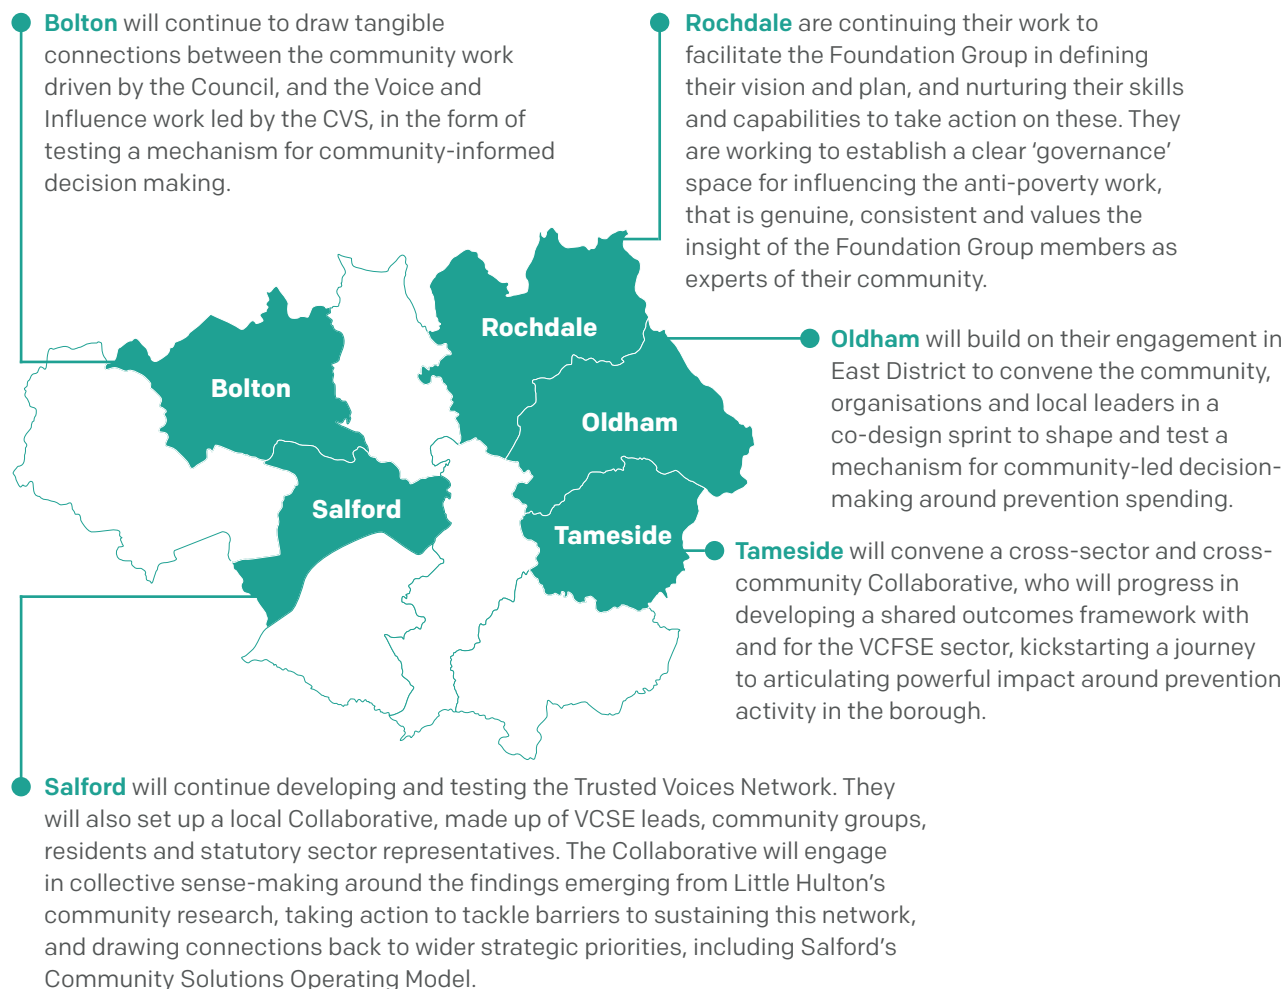 Bolton will continue to draw tangible
connections between the community work
driven by the Council, and the Voice and
Influence work led by the CVS, in the form of
testing a mechanism for community-informed
decision making.
Rochdale are continuing their work to
facilitate the Foundation Group in defining
their vision and plan, and nurturing their skills
and capabilities to take action on these. They
are working to establish a clear ‘governance’
space for influencing the anti-poverty work,
that is genuine, consistent and values the
insight of the Foundation Group members as
experts of their community.
Rochdale
Bolton
Oldham
Salford
Tameside
Oldham will build on their engagement in
East District to convene the community,
organisations and local leaders in a
co-design sprint to shape and test a
mechanism for community-led decision-
making around prevention spending.
Tameside will convene a cross-sector and cross-
community Collaborative, who will progress in
developing a shared outcomes framework with
and for the VCFSE sector, kickstarting a journey
to articulating powerful impact around prevention
activity in the borough.
Salford will continue developing and testing the Trusted Voices Network. They
will also set up a local Collaborative, made up of VCSE leads, community groups,
residents and statutory sector representatives. The Collaborative will engage
in collective sense-making around the findings emerging from Little Hulton’s
community research, taking action to tackle barriers to sustaining this network,
and drawing connections back to wider strategic priorities, including Salford’s
Community Solutions Operating Model.